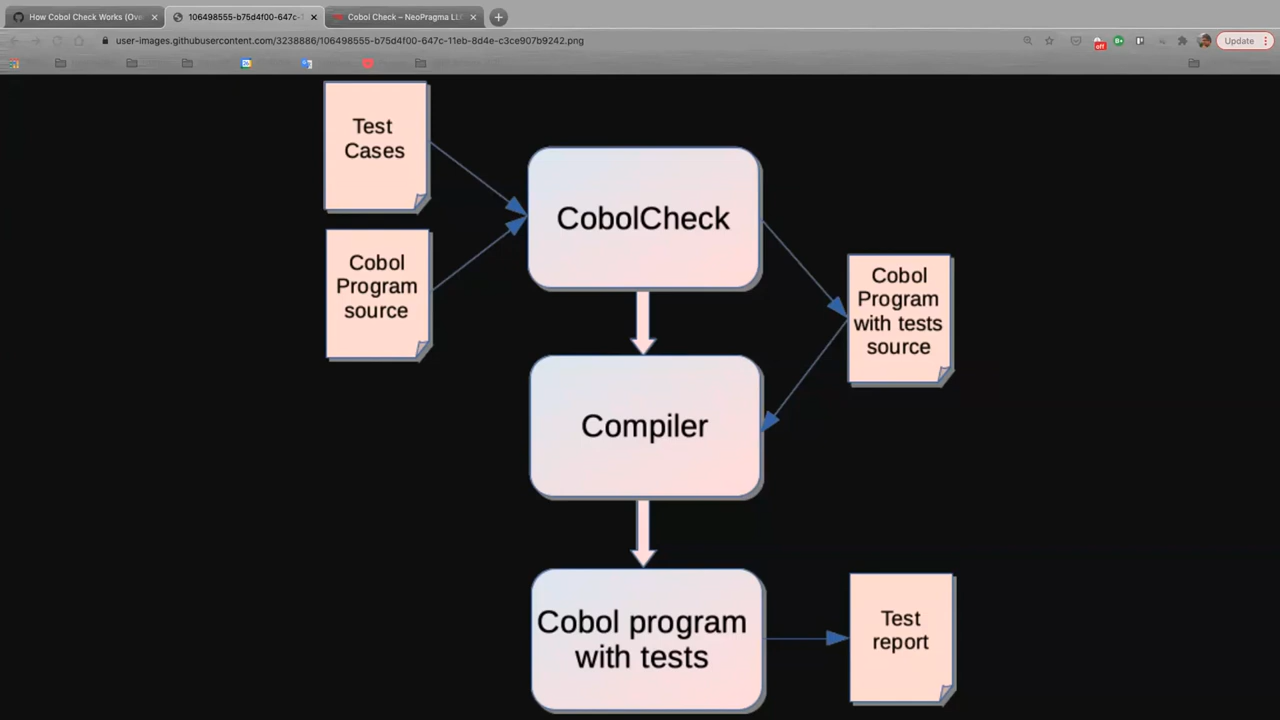 How Cobol Check Works (Ove
106498555-b75d4f00-647c-1
Cobol Check – NeoPragma LL
user-images.githubusercontent.com/3238886/106498555-b75d4f00-647c-11eb-8d4e-c3ce907b9242.png
off
Update
Test
Cases
Cobol
Program
source
CobolCheck
Cobol
Program
with tests
source
Compiler
Cobol program
with tests
Test
report